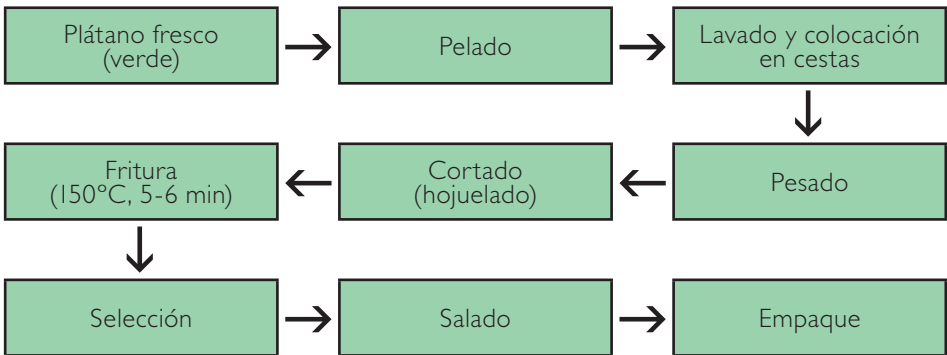 Plátano fresco
(verde)
Pelado
Lavado y colocación
en cestas
Pesado
Cortado
(hojuelado)
Fritura
(150°C, 5-6 min)
Selección
Salado
Empaque